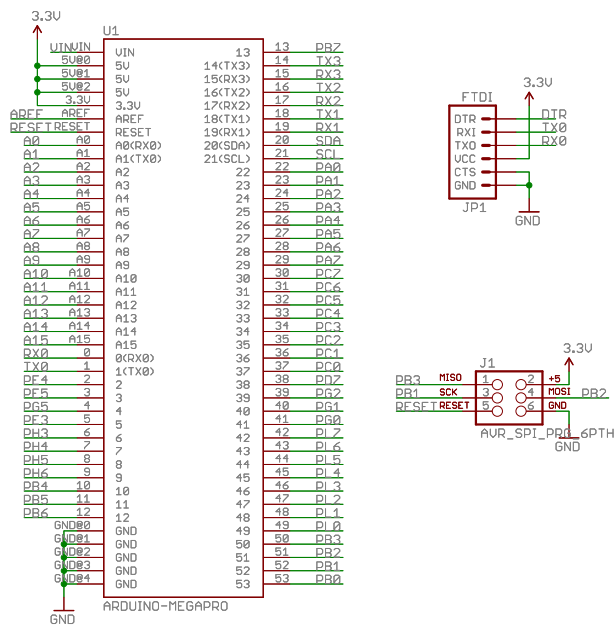 3.3V
U1
VIN VIN VIN 13 13 PB7
5V@0 5V 14(TX3) 14 TX3
5V@1 5V 15(RX3) 15 RX3
5V@2 5V 16(TX2) 16 TX2
3.3V 3.3V 17(RX2) 17 RX2
AREF AREF AREF 18(TX1) 18 TX1
RESET RESET RESET 19(RX1) 19 RX1
A0 A0 A0(RX0) 20(SDA) 20 SDA
A1 A1 A1(TX0) 21(SCL) 21 SCL
A2 A2 A2 22 22 PA0
A3 A3 A3 23 23 PA1
A4 A4 A4 24 24 PA2
A5 A5 A5 25 25 PA3
A6 A6 A6 26 26 PA4
A7 A7 A7 27 27 PA5
A8 A8 A8 28 28 PA6
A9 A9 A9 29 29 PA7
A10 A10 A10 30 30 PC7
A11 A11 A11 31 31 PC6
A12 A12 A12 32 32 PC5
A13 A13 A13 33 33 PC4
A14 A14 A14 34 34 PC3
A15 A15 A15 35 35 PC2
RX0 0 0(RX0) 36 36 PC1
TX0 1 1(TX0) 37 37 PC0
PE4 2 2 38 38 PD7
PE5 3 3 39 39 PG2
PG5 4 4 40 40 PG1
PE3 5 5 41 41 PG0
PH3 6 6 42 42 PL7
PH4 7 7 43 43 PL6
PH5 8 8 44 44 PL5
PH6 9 9 45 45 PL4
PB4 10 10 46 46 PL3
PB5 11 11 47 47 PL2
PB6 12 12 48 48 PL1
GND@0 GND 49 49 PL0
GND@1 GND 50 50 PB3
GND@2 GND 51 51 PB2
GND@3 GND 52 52 PB1
GND@4 GND 53 53 PB0
ARDUINO-MEGAPRO
GND
3.3V
FTDI
DTR DTR
RXI TX0
TXO RX0
VCC
CTS
GND
JP1
GND
3.3V
J1
PB3 MISO 1 2 +5
PB1 SCK 3 4 MOSI PB2
RESET RESET 5 6 GND
AVR_SPI_PRG_6PTH
GND